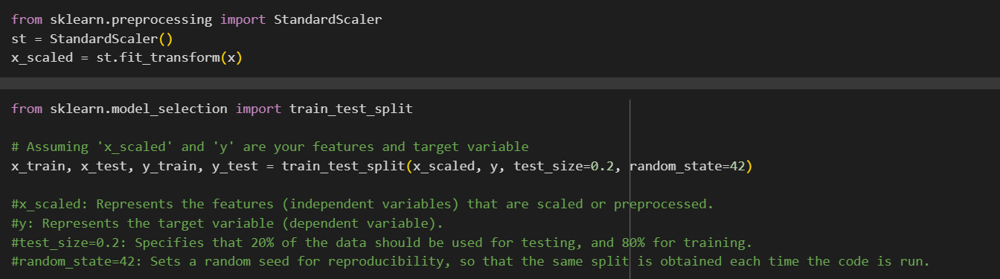 from sklearn.preprocessing import StandardScaler
st = StandardScaler()
x_scaled = st.fit_transform(x)
from sklearn.model_selection import train_test_split
# Assuming 'x_scaled' and 'y' are your features and target variable
x_train, x_test, y_train, y_test = train_test_split(x_scaled, y, test_size=0.2, random_state=42)
#x_scaled: Represents the features (independent variables) that are scaled or preprocessed.
#y: Represents the target variable (dependent variable).
#test_size=0.2: Specifies that 20% of the data should be used for testing, and 80% for training.
#random_state=42: Sets a random seed for reproducibility, so that the same split is obtained each time the code is run.